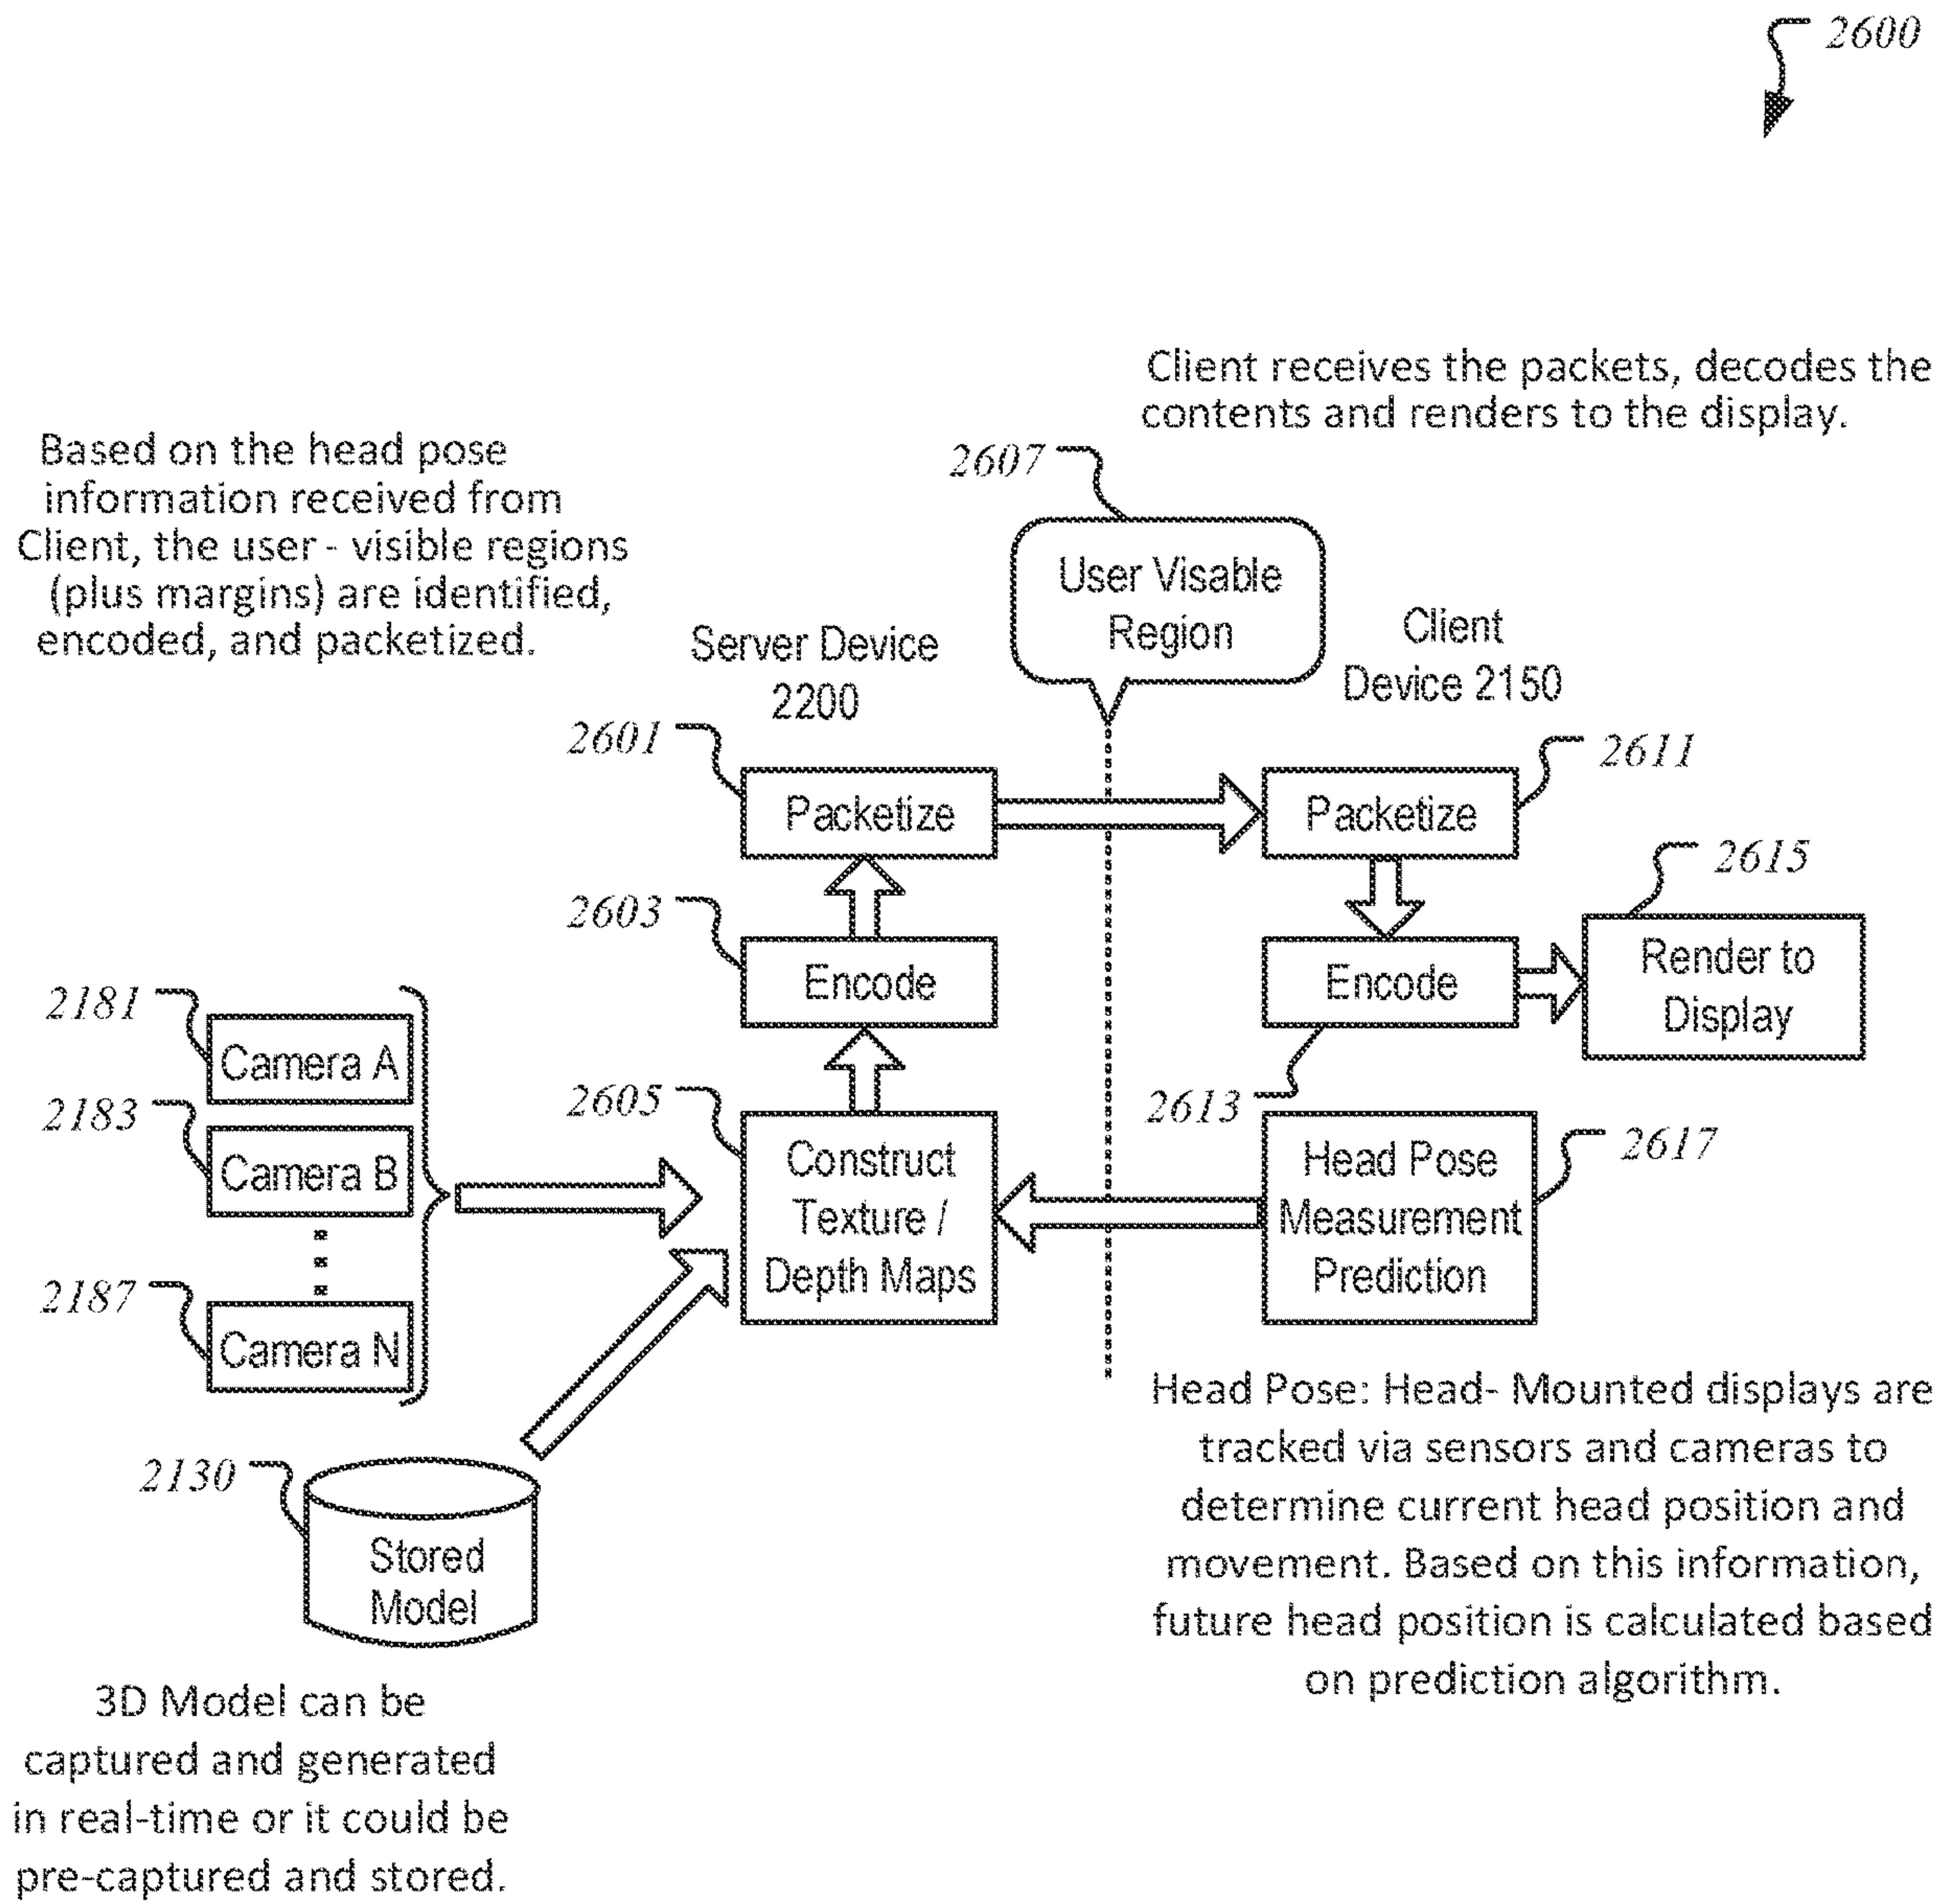 2600
Client receives the packets, decodes the
contents and renders to the display.
Based on the head pose
information received from
Client, the user - visible regions
(plus margins) are identified,
encoded, and packetized.
2607
User Visable
Region
Server Device
2200
Client
Device 2150
2601
Packetize
2611
Packetize
2603
Encode
Encode
2613
2615
Render to
Display
2181
Camera A
2183
Camera B
2187
Camera N
2605
Construct
Texture /
Depth Maps
2617
Head Pose
Measurement
Prediction
2130
Stored
Model
Head Pose: Head- Mounted displays are
tracked via sensors and cameras to
determine current head position and
movement. Based on this information,
future head position is calculated based
on prediction algorithm.
3D Model can be
captured and generated
in real-time or it could be
pre-captured and stored.